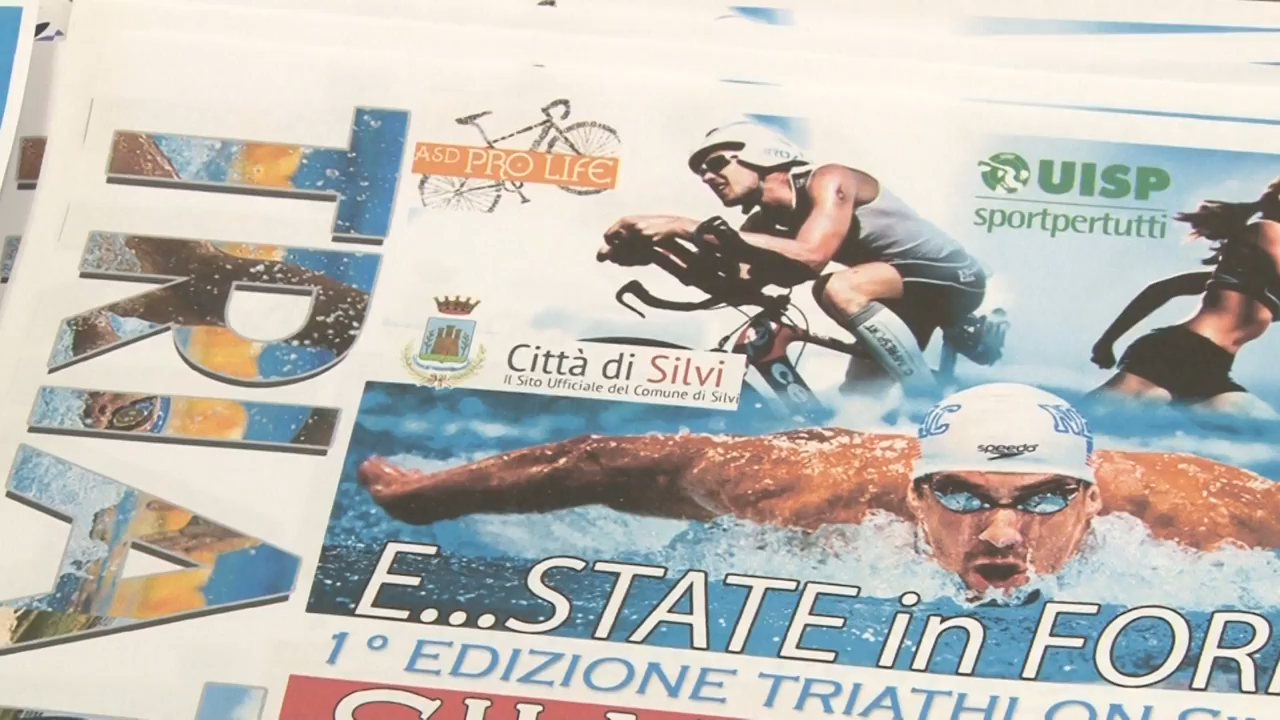 TRIA
ASD PRO LIFE
UISP
sportpertutti
Città di Silvi
Il Sito Ufficiale del Comune di Silvi
speedo
E...STATE in FOR
1° EDIZIONE TRIATHLON